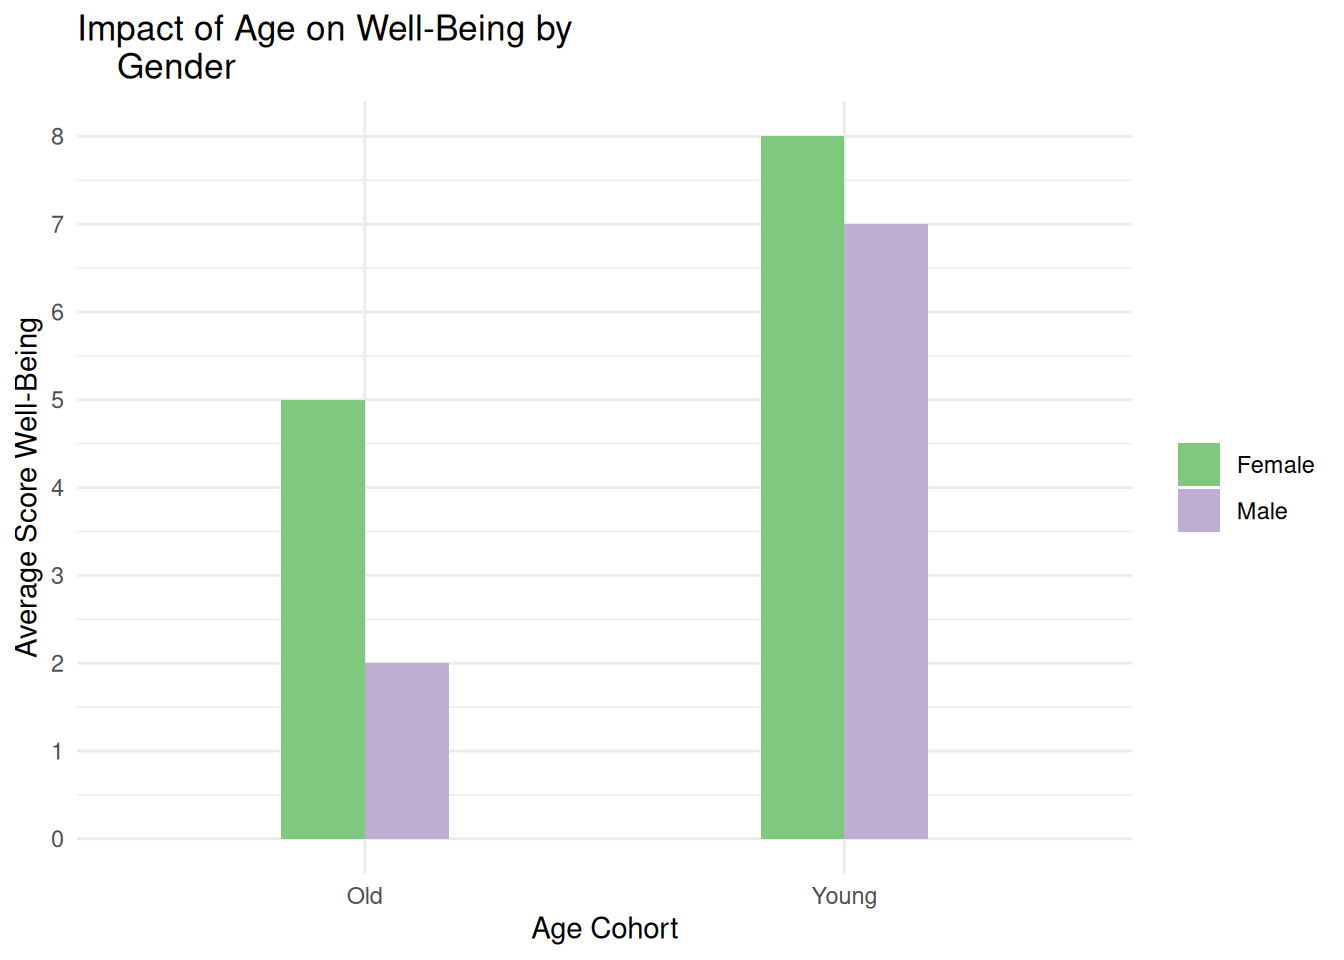 Impact of Age on Well-Being by
Gender
Average Score Well-Being
8
7
6
5
4
3
2
1
0
Old
Young
Age Cohort
Female
Male